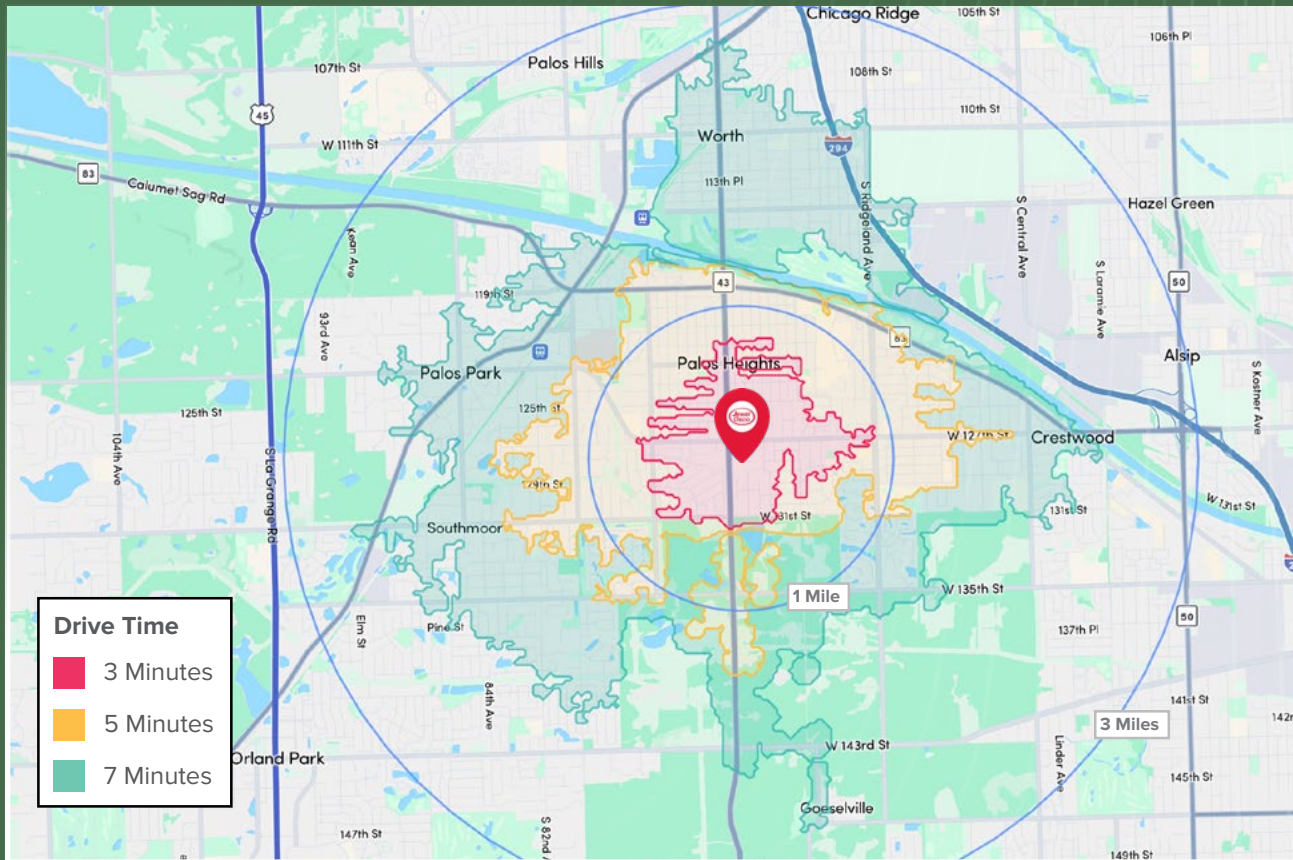 Chicago Ridge
105th St
106th Pl
Palos Hills
107th St
108th St
45
110th St
Worth
W 111th St
294
83
113th Pl
Calumet Sag Rd
S Ridgeland Ave
S Central Ave
Hazel Green
Kean Ave
S Laramie Ave
43
50
119th St
93rd Ave
83
Palos Heights
Alsip
Palos Park
S Kostner Ave
125th St
125th St
104th Ave
S La Grange Rd
W 127th St
Crestwood
129th St
W 131st St
131st St
W 131st St
Southmoor
W 135th St
1 Mile
50
Drive Time
3 Minutes
5 Minutes
7 Minutes
Elm St
Pine St
137th Pl
84th Ave
141st St
3 Miles
W 143rd St
Orland Park
Linder Ave
145th St
Goeselville
147th St
S 82nd
149th St